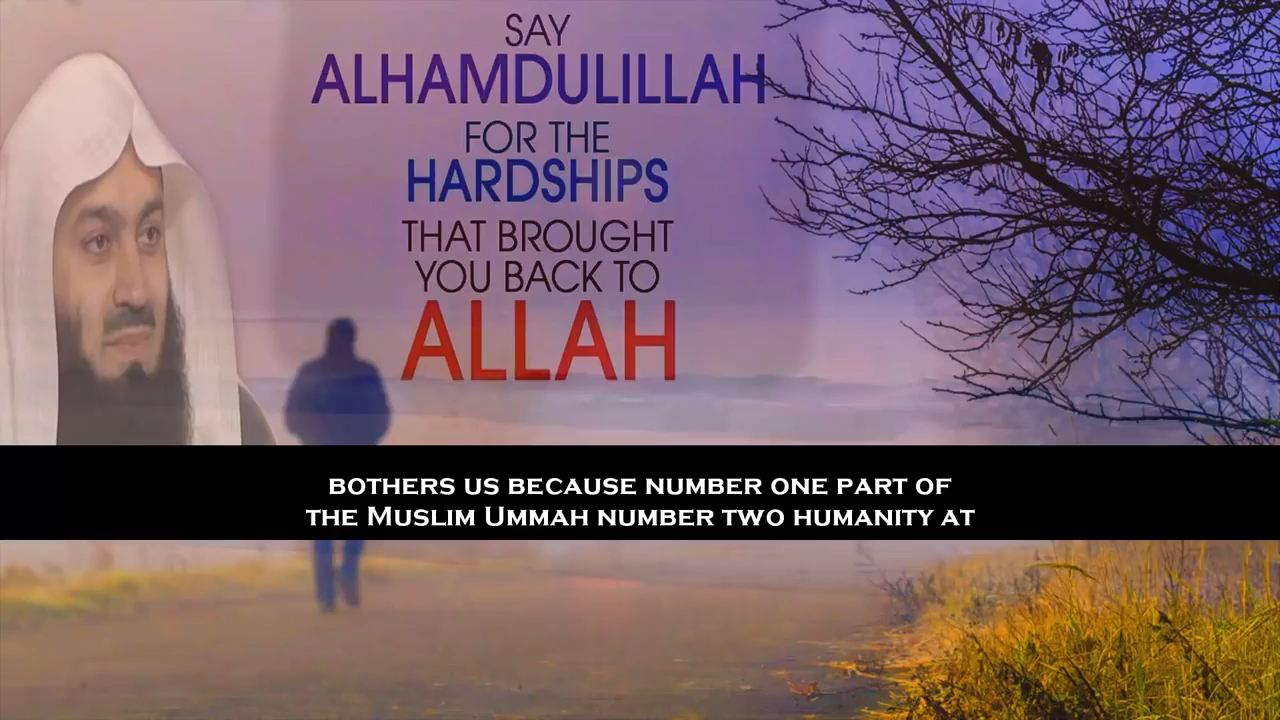 SAY
ALHAMDULILLAH
FOR THE
HARDSHIPS
THAT BROUGHT
YOU BACK TO
ALLAH
BOTHERS US BECAUSE NUMBER ONE PART OF
THE MUSLIM UMMAH NUMBER TWO HUMANITY AT